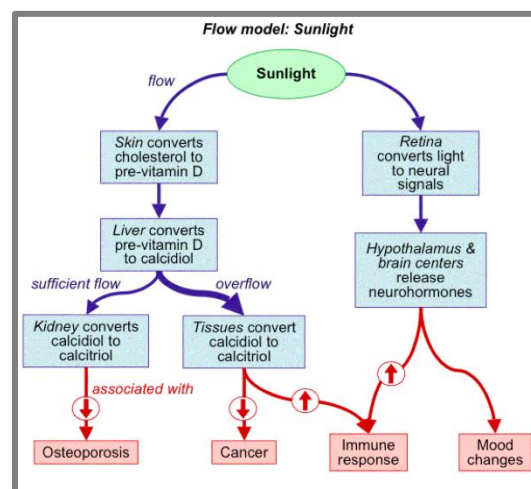 Flow model: Sunlight
Sunlight
flow
Skin converts
cholesterol to
pre-vitamin D
Retina
converts light
to neural
signals
Liver converts
pre-vitamin D
to calcidiol
Hypothalamus &
brain centers
release
neurohormones
sufficient flow
overflow
Kidney converts
calcidiol to
calcitriol
Tissues convert
calcidiol to
calcitriol
associated with
Osteoporosis
Cancer
Immune
response
Mood
changes